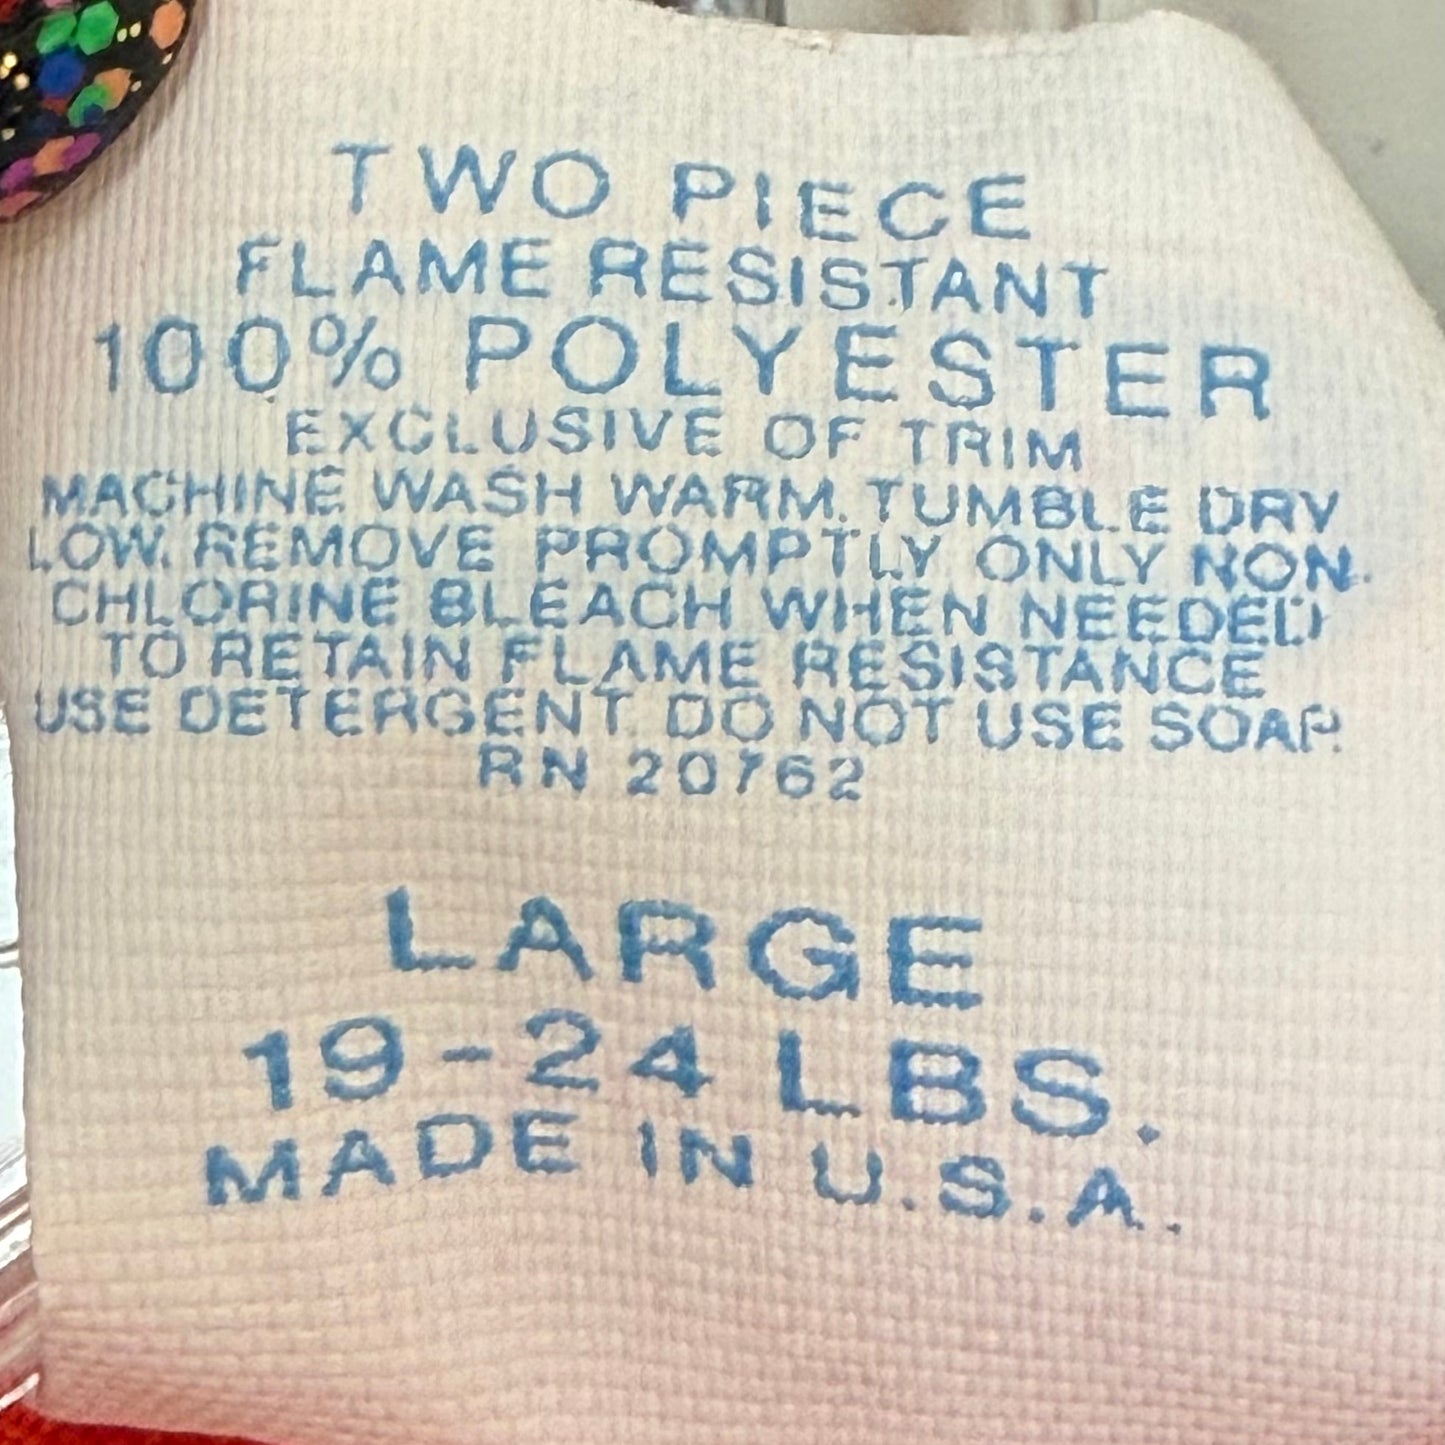 TWO PIECE
FLAME RESISTANT
100% POLYESTER
EXCLUSIVE OF TRIM
MACHINE WASH WARM. TUMBLE DRY
LOW. REMOVE PROMPTLY ONLY NON-
CHLORINE BLEACH WHEN NEEDED
TO RETAIN FLAME RESISTANCE
USE DETERGENT. DO NOT USE SOAP.
RN 20762
LARGE
19-24 LBS.
MADE IN U.S.A.